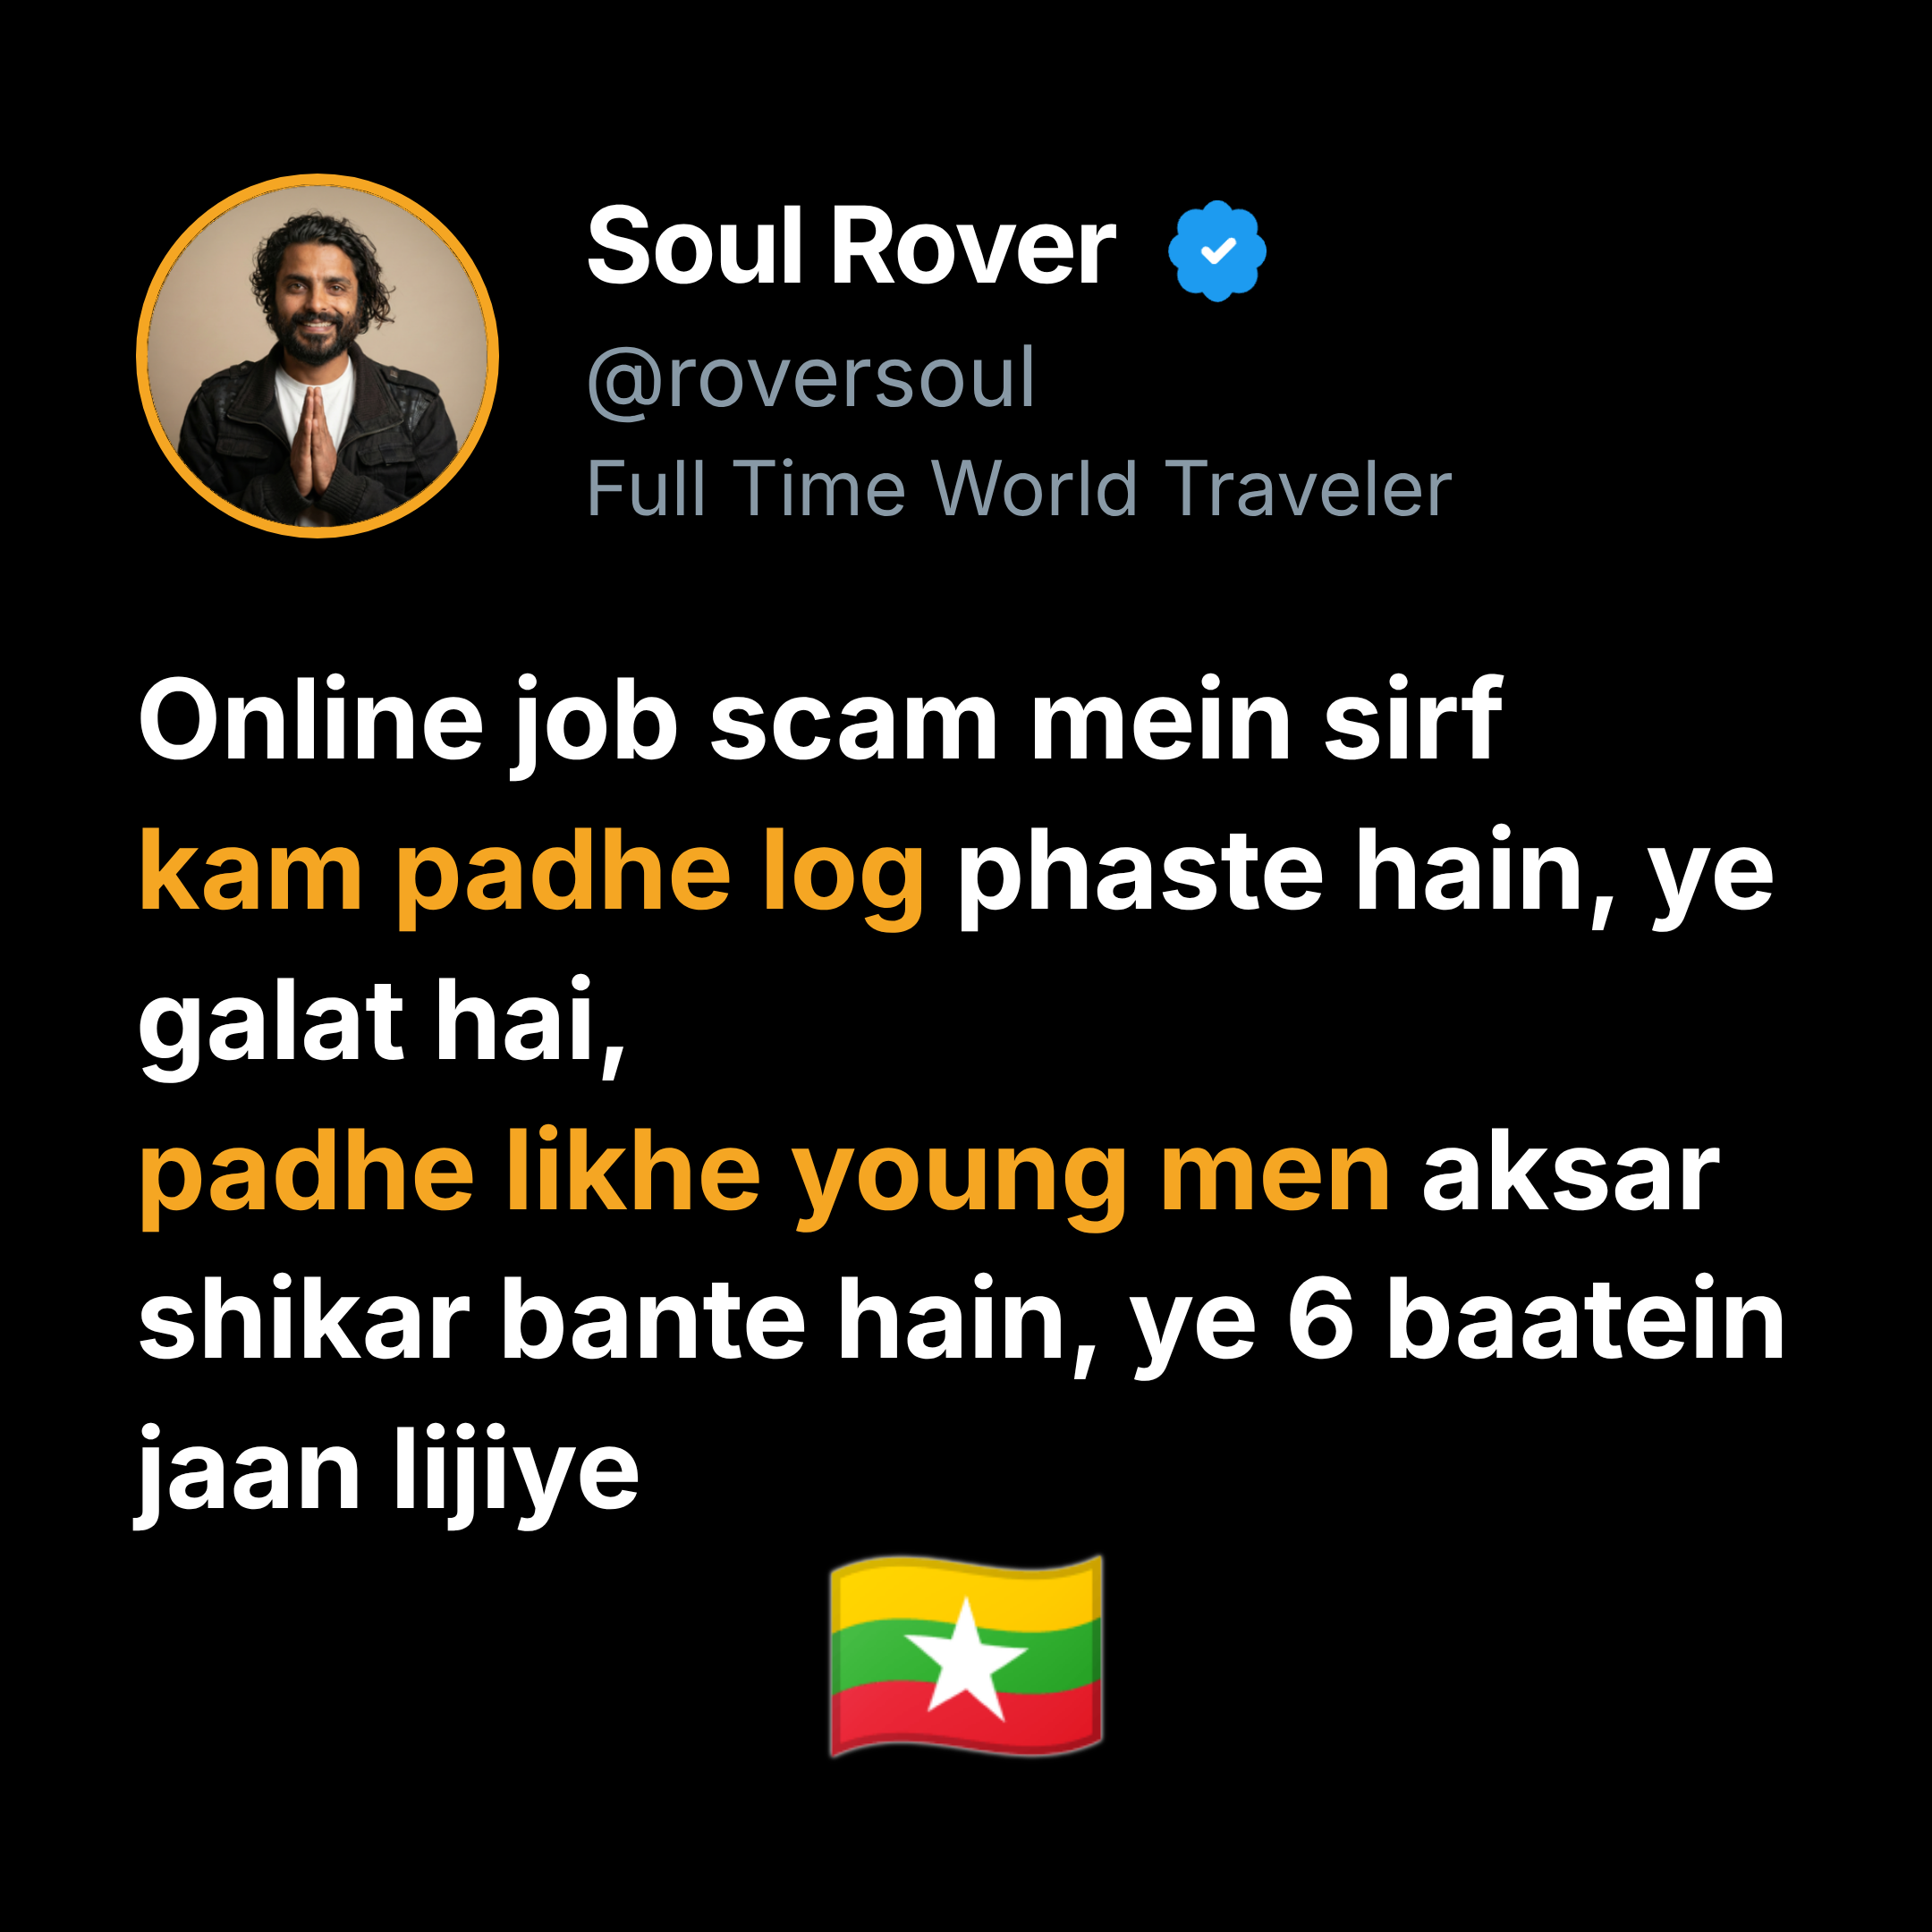 Soul Rover
@roversoul
Full Time World Traveler
Online job scam mein sirf
kam padhe log phaste hain, ye
galat hai,
padhe likhe young men aksar
shikar bante hain, ye 6 baatein
jaan lijiye